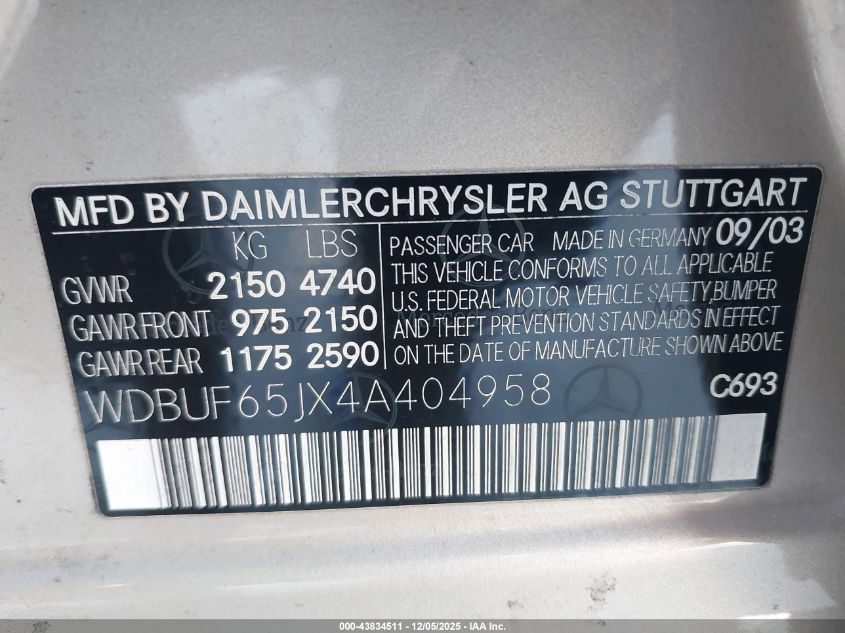 MFD BY DAIMLERCHRYSLER AG STUTTGART
KG LBS
GVWR 2150 4740
GAWR FRONT 975 2150
GAWR REAR 1175 2590
PASSENGER CAR MADE IN GERMANY 09/03
THIS VEHICLE CONFORMS TO ALL APPLICABLE
U.S. FEDERAL MOTOR VEHICLE SAFETY,BUMPER
AND THEFT PREVENTION STANDARDS IN EFFECT
ON THE DATE OF MANUFACTURE SHOWN ABOVE
WDBUF65JX4A404958
C693
000-43834511 - 12/05/2025 - IAA Inc.